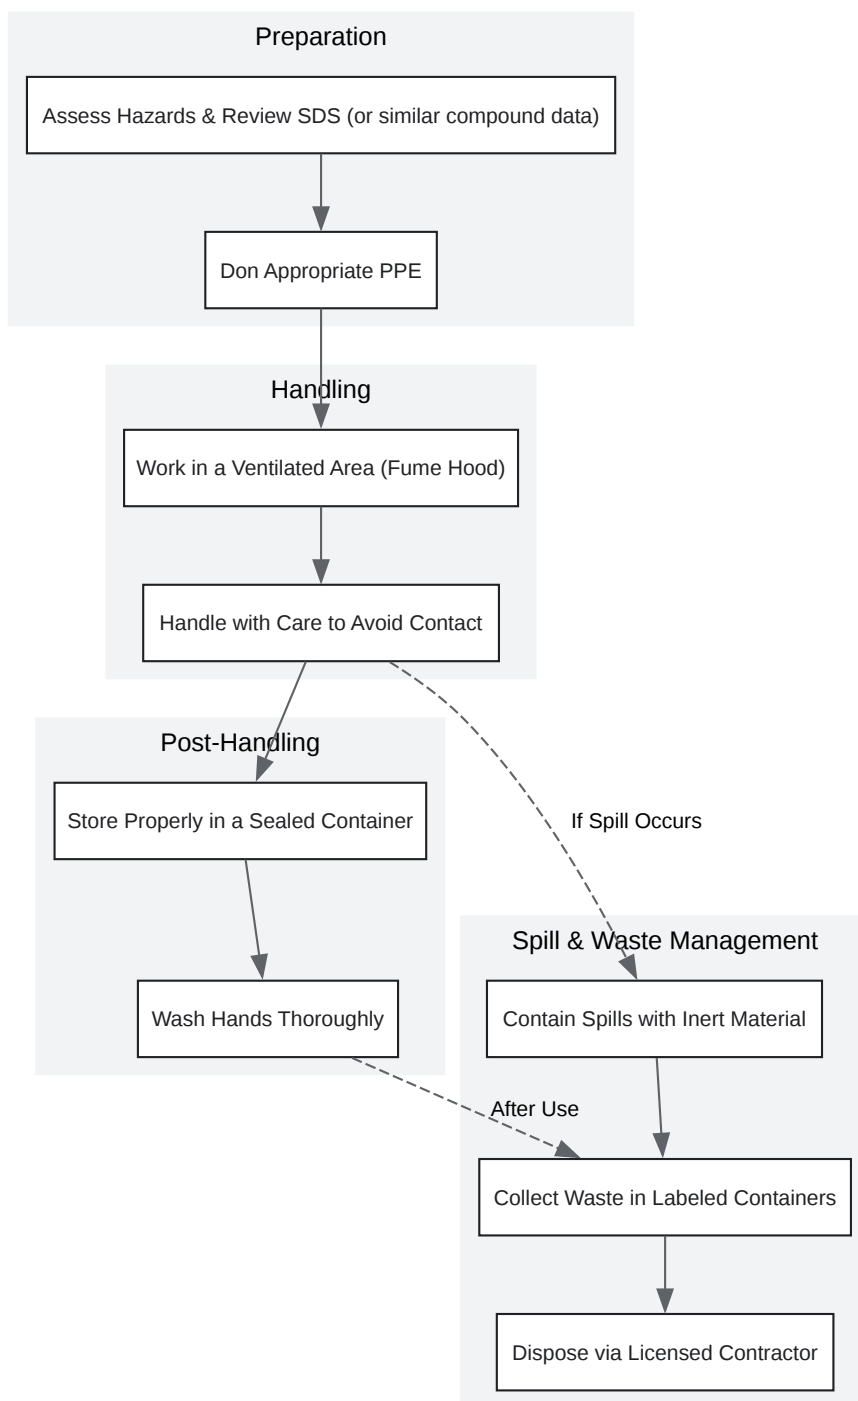 Preparation
Assess Hazards & Review SDS (or similar compound data)
Don Appropriate PPE
Handling
Work in a Ventilated Area (Fume Hood)
Handle with Care to Avoid Contact
Post-Handling
Store Properly in a Sealed Container
If Spill Occurs
Spill & Waste Management
Wash Hands Thoroughly
Contain Spills with Inert Material
After Use
Collect Waste in Labeled Containers
Dispose via Licensed Contractor